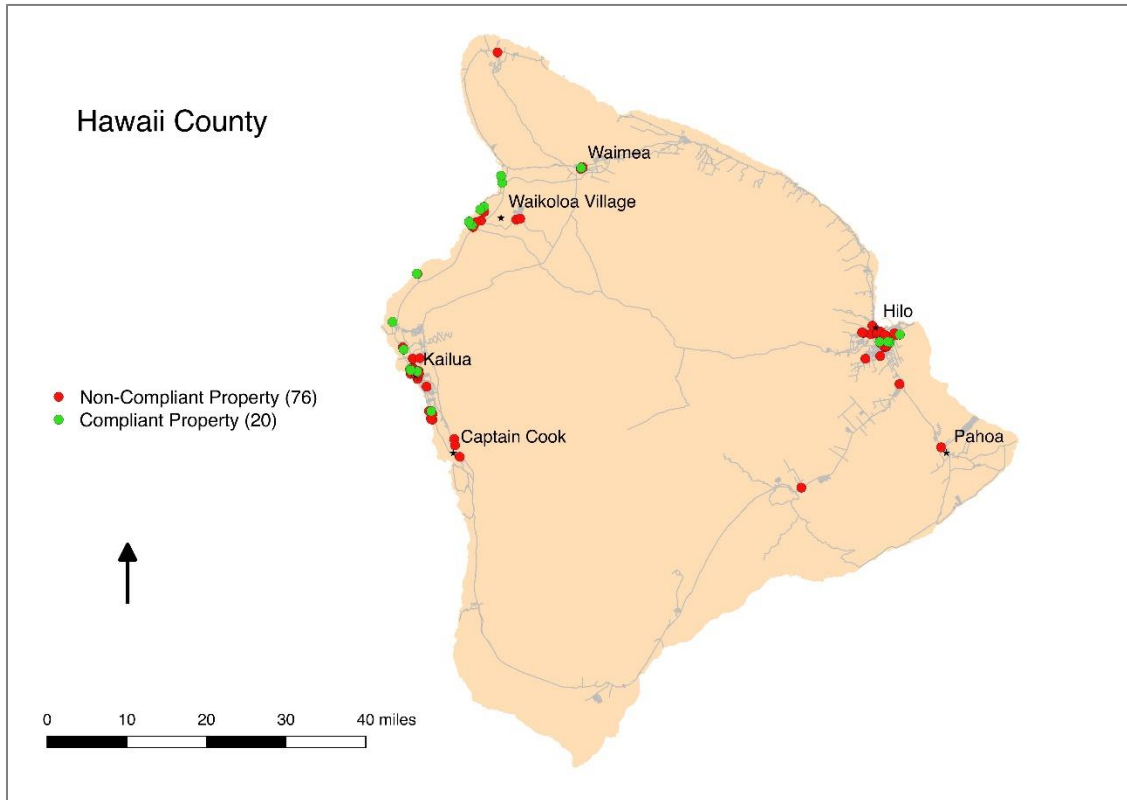 Hawaii County
Waimea
Waikoloa Village
Hilo
Kailua
Non-Compliant Property (76)
Compliant Property (20)
Captain Cook
Pahoa
0 10 20 30 40 miles